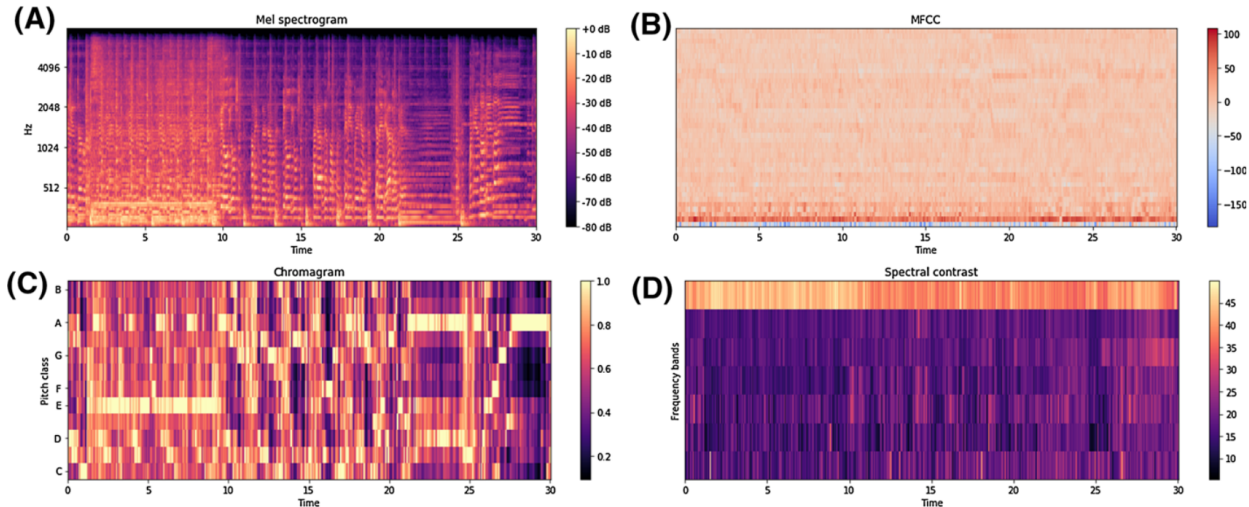 (A)
Mel spectrogram
Hz
4096
2048
1024
512
0 5 10 15 20 25 30
Time
+0 dB
-10 dB
-20 dB
-30 dB
-40 dB
-50 dB
-60 dB
-70 dB
-80 dB
(B)
MFCC
0 5 10 15 20 25 30
Time
100
50
0
−50
−100
−150
(C)
Chromagram
Pitch class
B
A
G
F
E
D
C
0 5 10 15 20 25 30
Time
1.0
0.8
0.6
0.4
0.2
(D)
Spectral contrast
Frequency bands
0 5 10 15 20 25 30
Time
45
40
35
30
25
20
15
10